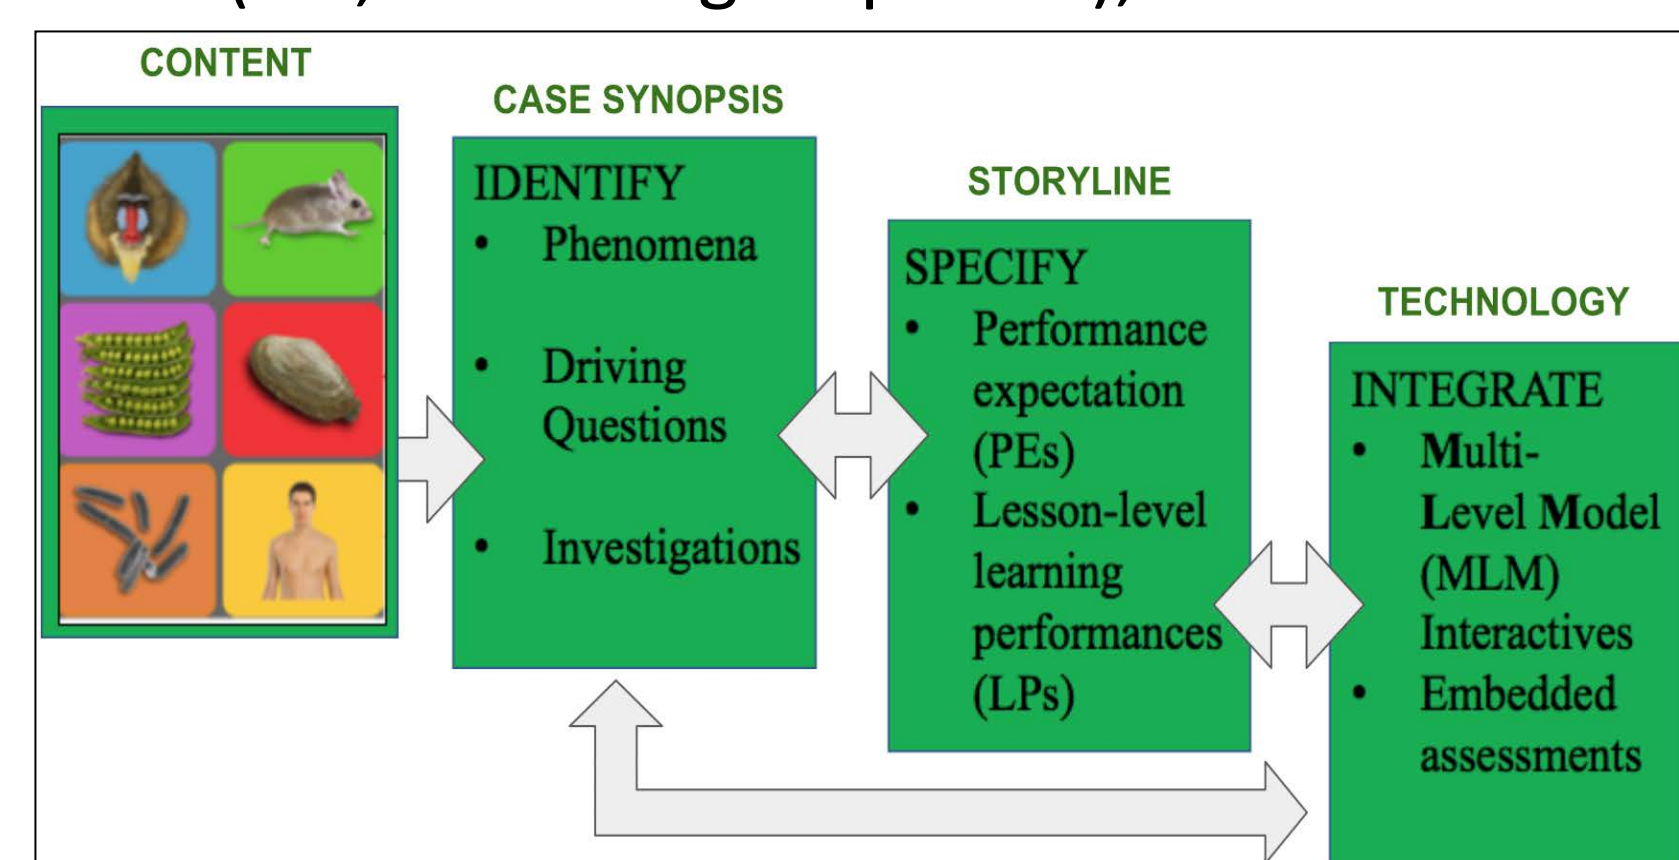 CONTENT
CASE SYNOPSIS
IDENTIFY
• Phenomena
• Driving
Questions
• Investigations
STORYLINE
SPECIFY
• Performance
expectation
(PEs)
• Lesson-level
learning
performances
(LPs)
TECHNOLOGY
INTEGRATE
• Multi-
Level Model
(MLM)
Interactives
• Embedded
assessments